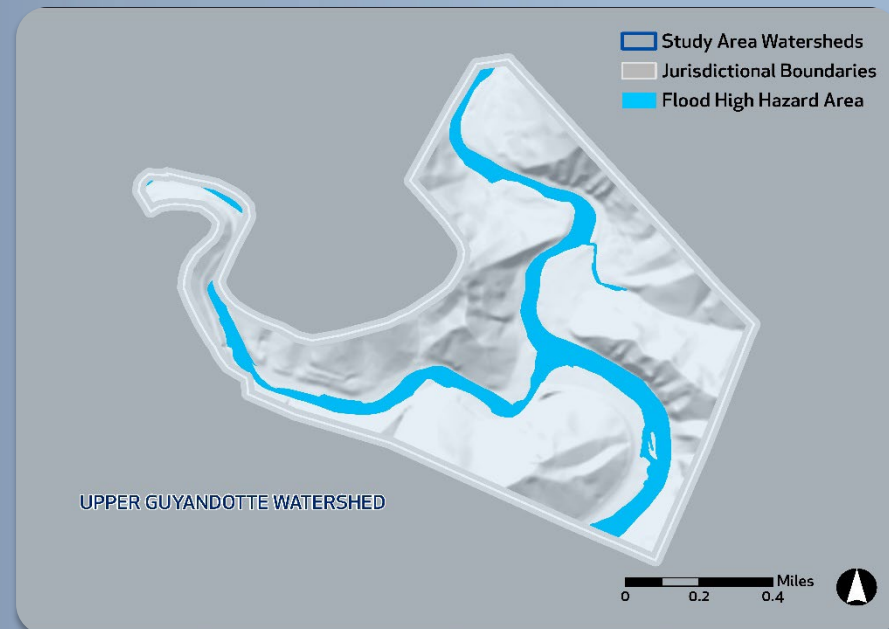 Study Area Watersheds
Jurisdictional Boundaries
Flood High Hazard Area
UPPER GUYANDOTTE WATERSHED
Miles
0 0.2 0.4